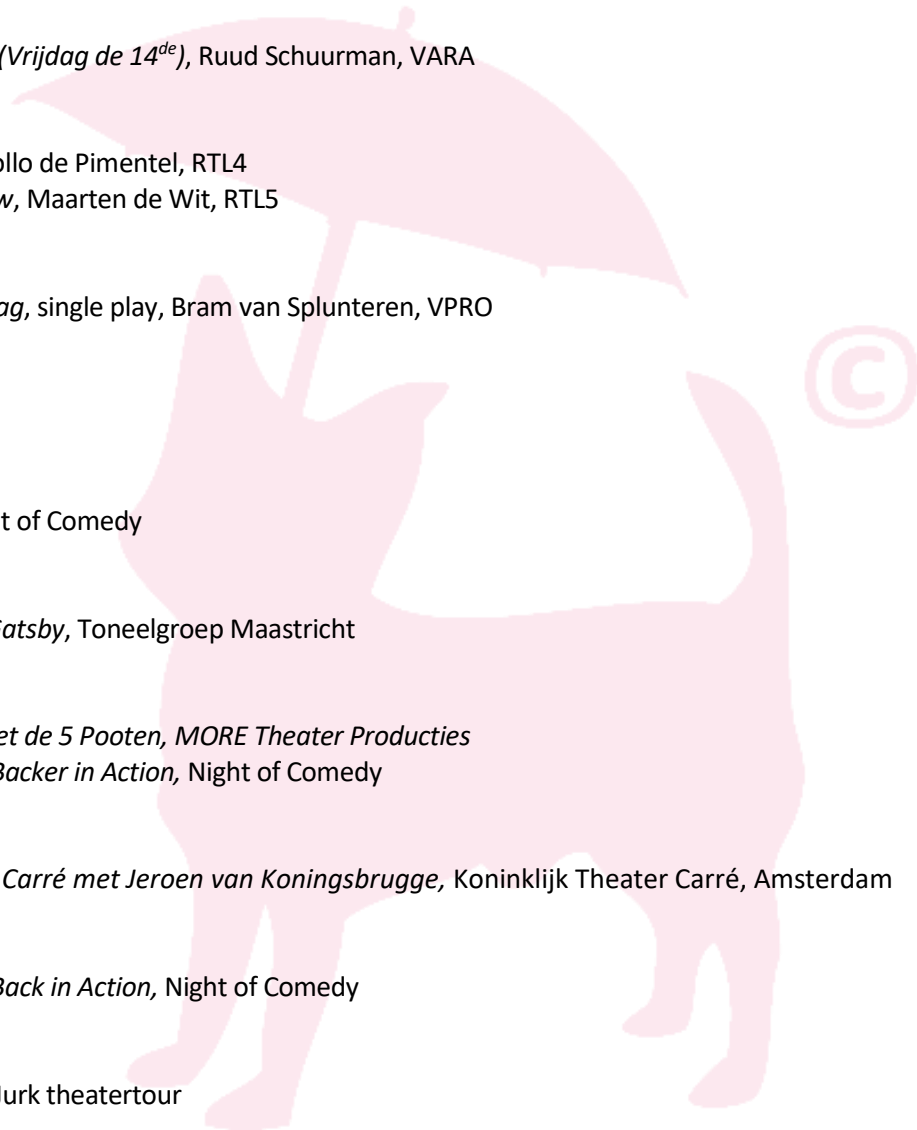 (Vrijdag de 14de), Ruud Schuurman, VARA
ollo de Pimentel, RTL4
w, Maarten de Wit, RTL5
ag, single play, Bram van Splunteren, VPRO
©
t of Comedy
Gatsby, Toneelgroep Maastricht
et de 5 Pooten, MORE Theater Producties
Backer in Action, Night of Comedy
Carré met Jeroen van Koningsbrugge, Koninklijk Theater Carré, Amsterdam
Back in Action, Night of Comedy
Jurk theatertour